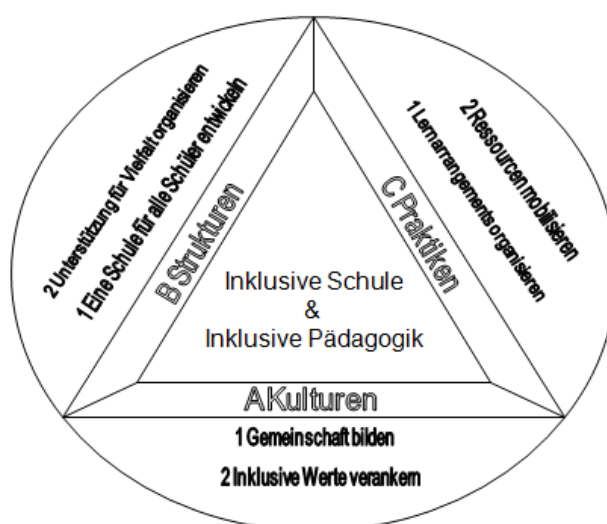 2 Unterstützung für Vielfalt organisieren
1 Eine Schule für alle Schüler entwickeln
B Strukturen
2 Ressourcen mobilisieren
1 Lernarrangements organisieren
C Praktiken
Inklusive Schule
&
Inklusive Pädagogik
A Kulturen
1 Gemeinschaft bilden
2 Inklusive Werte verankern